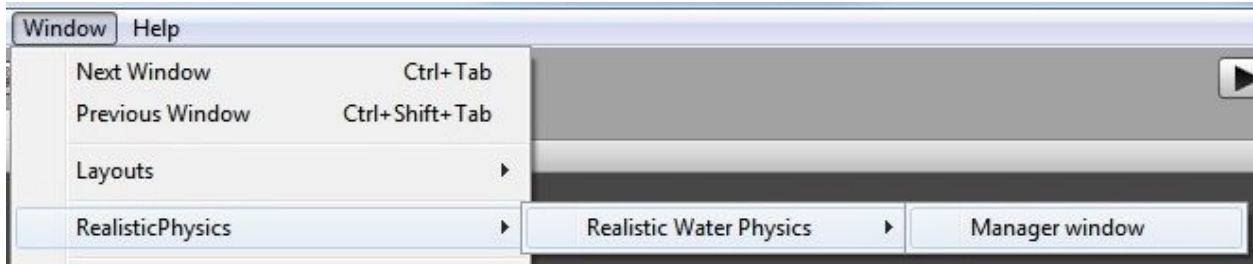 Window Help
Next Window Ctrl+Tab
Previous Window Ctrl+Shift+Tab
Layouts
RealisticPhysics Realistic Water Physics Manager window